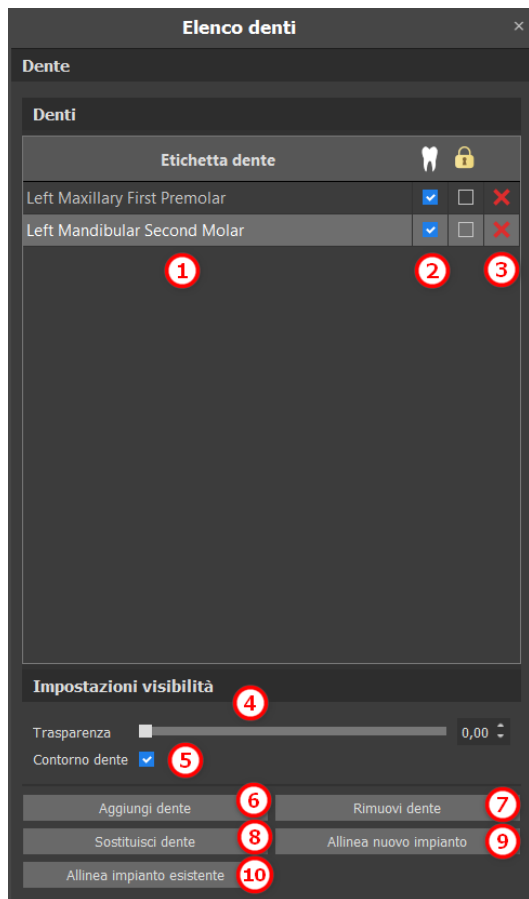 Elenco denti ×
Dente
Denti
Etichetta dente
Left Maxillary First Premolar
Left Mandibular Second Molar
1 2 3
Impostazioni visibilità
4
Trasparenza 0,00
Contorno dente 5
Aggiungi dente 6 Rimuovi dente 7
Sostituisci dente 8 Allinea nuovo impianto 9
Allinea impianto esistente 10